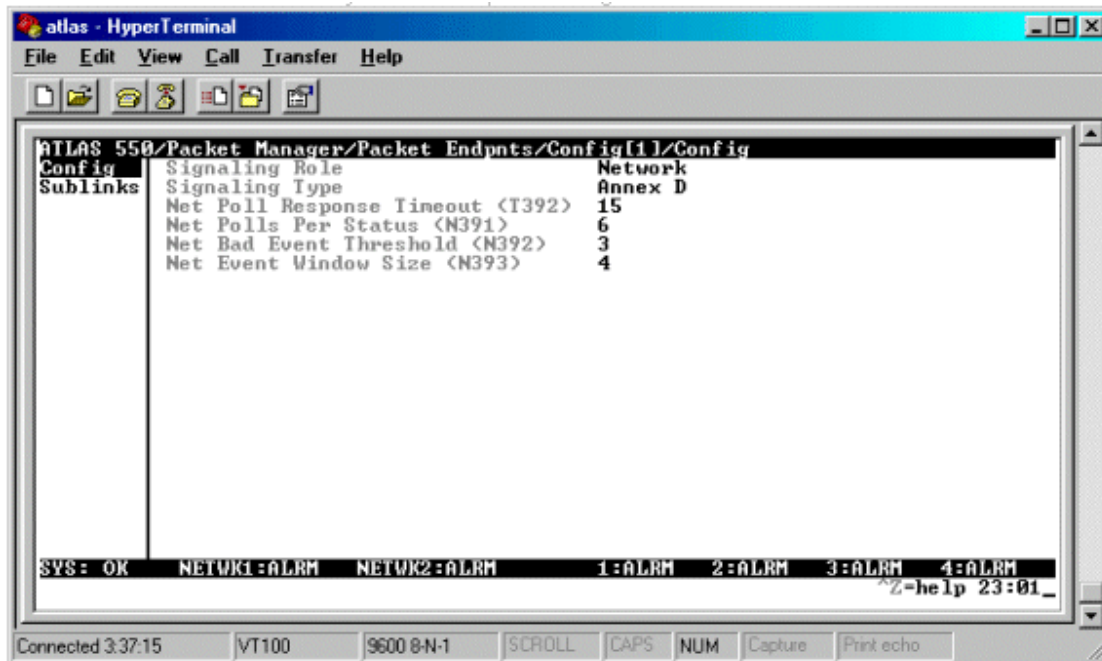 atlas - HyperTerminal
File Edit View Call Transfer Help
ATLAS 550/Packet Manager/Packet Endpnts/Config[1]/Config
Config Signaling Role Network
Sublinks Signaling Type Annex D
Net Poll Response Timeout (T392) 15
Net Polls Per Status (N391) 6
Net Bad Event Threshold (N392) 3
Net Event Window Size (N393) 4
SYS: OK NETWK1:ALRM NETWK2:ALRM 1:ALRM 2:ALRM 3:ALRM 4:ALRM
^Z=help 23:01_
Connected 3:37:15 VT100 9600 8-N-1 SCROLL CAPS NUM Capture Print echo